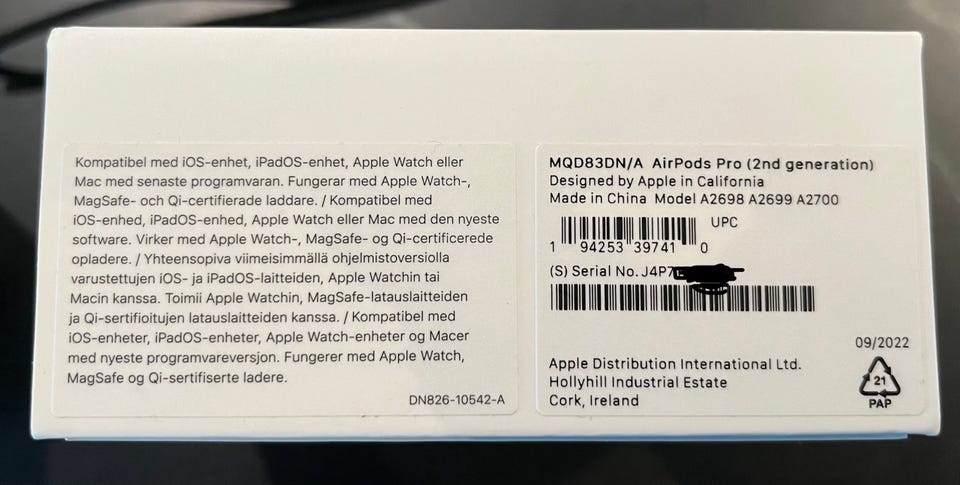 Kompatibel med iOS-enhet, iPadOS-enhet, Apple Watch eller
Mac med senaste programvaran. Fungerar med Apple Watch-,
MagSafe- och Qi-certifierade laddare. / Kompatibel med
iOS-enhed, iPadOS-enhed, Apple Watch eller Mac med den nyeste
software. Virker med Apple Watch-, MagSafe- og Qi-certificerede
opladere. / Yhteensopiva viimeisimmällä ohjelmistoversiolla
varustettujen iOS- ja iPadOS-laitteiden, Apple Watchin tai
Macin kanssa. Toimii Apple Watchin, MagSafe-latauslaitteiden
ja Qi-sertifioitujen latauslaitteiden kanssa. / Kompatibel med
iOS-enheter, iPadOS-enheter, Apple Watch-enheter og Macer
med nyeste programvareversjon. Fungerer med Apple Watch,
MagSafe og Qi-sertifiserte ladere.
DN826-10542-A
MQD83DN/A AirPods Pro (2nd generation)
Designed by Apple in California
Made in China Model A2698 A2699 A2700
UPC
1 94253 39741 0
(S) Serial No. J4P7
09/2022
Apple Distribution International Ltd.
Hollyhill Industrial Estate
Cork, Ireland
21
PAP